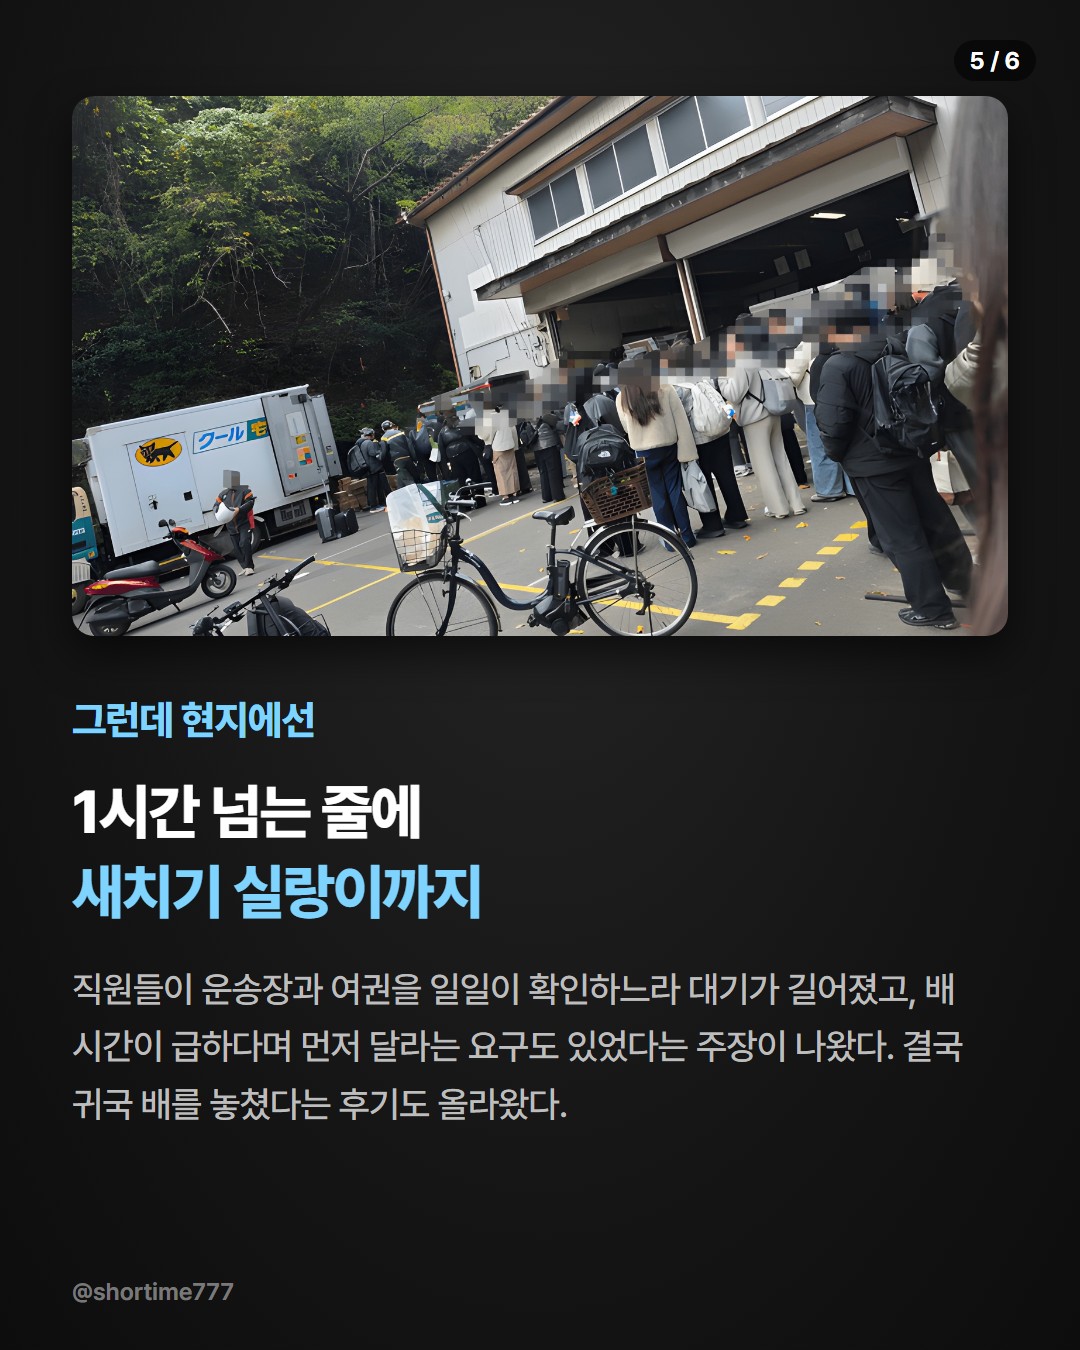 5 / 6
クール宅
그런데 현지에선
1시간 넘는 줄에
새치기 실랑이까지
직원들이 운송장과 여권을 일일이 확인하느라 대기가 길어졌고, 배
시간이 급하다며 먼저 달라는 요구도 있었다는 주장이 나왔다. 결국
귀국 배를 놓쳤다는 후기도 올라왔다.
@shortime777